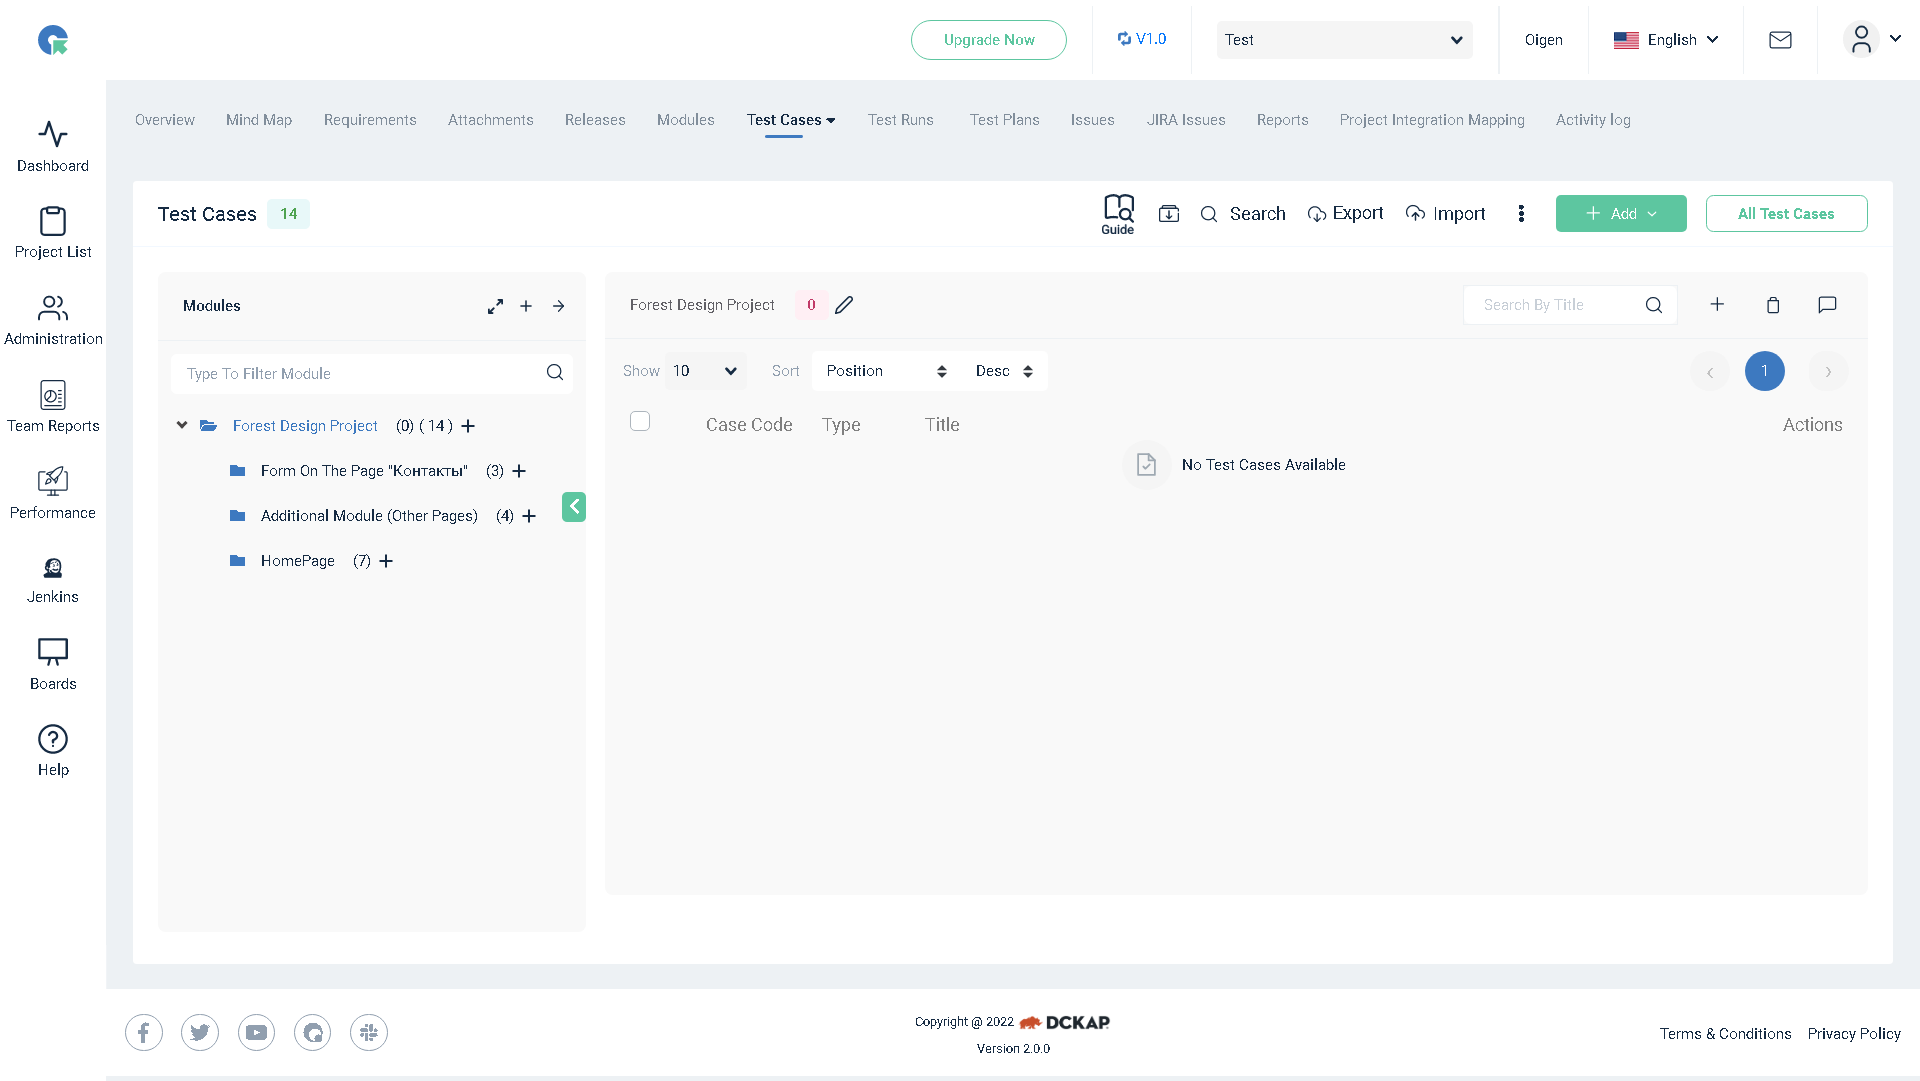 Upgrade Now
V1.0
Test
Oigen
English
Overview
Mind Map
Requirements
Attachments
Releases
Modules
Test Cases
Test Runs
Test Plans
Issues
JIRA Issues
Reports
Project Integration Mapping
Activity log
Dashboard
Project List
Administration
Team Reports
Performance
Jenkins
Boards
Help
Test Cases 14
Guide
Search
Export
Import
+ Add
All Test Cases
Modules
Type To Filter Module
Forest Design Project (0) ( 14 ) +
Form On The Page "Контакты" (3) +
Additional Module (Other Pages) (4) +
HomePage (7) +
Forest Design Project 0
Search By Title
Show 10
Sort Position Desc
1
Case Code Type Title Actions
No Test Cases Available
Copyright @ 2022 DCKAP
Version 2.0.0
Terms & Conditions Privacy Policy